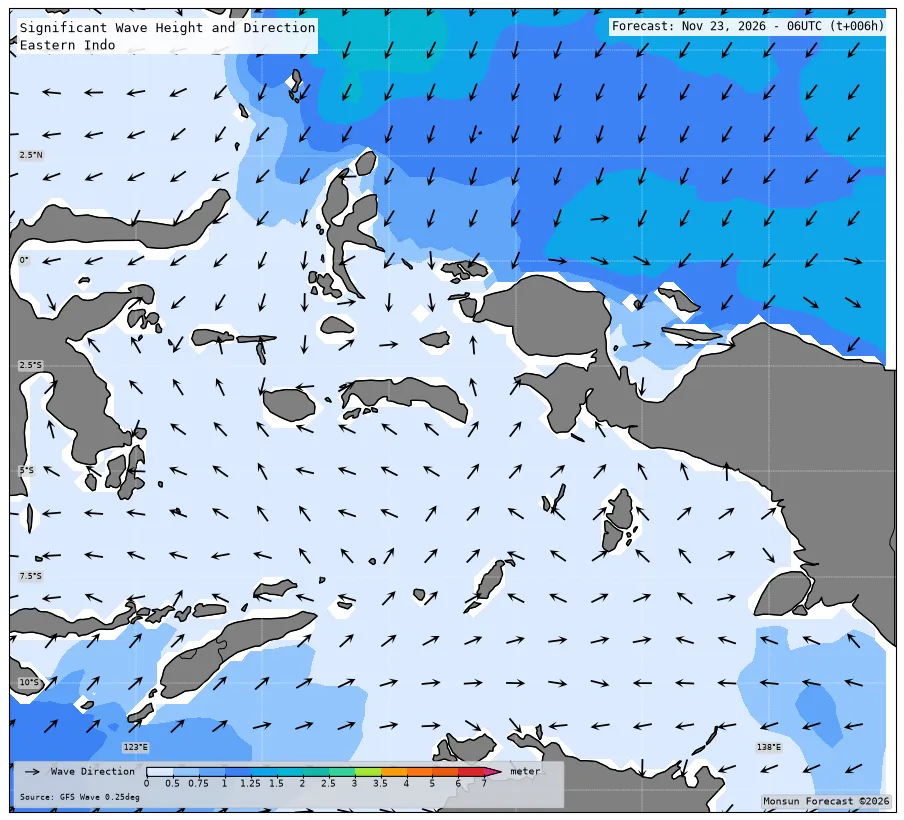 Significant Wave Height and Direction
Eastern Indo
Forecast: Nov 23, 2026 - 06UTC (t+006h)
2.5°N
0°
2.5°S
5°S
7.5°S
10°S
123°E
138°E
Wave Direction
meter
0 0.5 0.75 1 1.25 1.5 2 2.5 3 3.5 4 5 6 7
Source: GFS Wave 0.25deg
Monsun Forecast ©2026